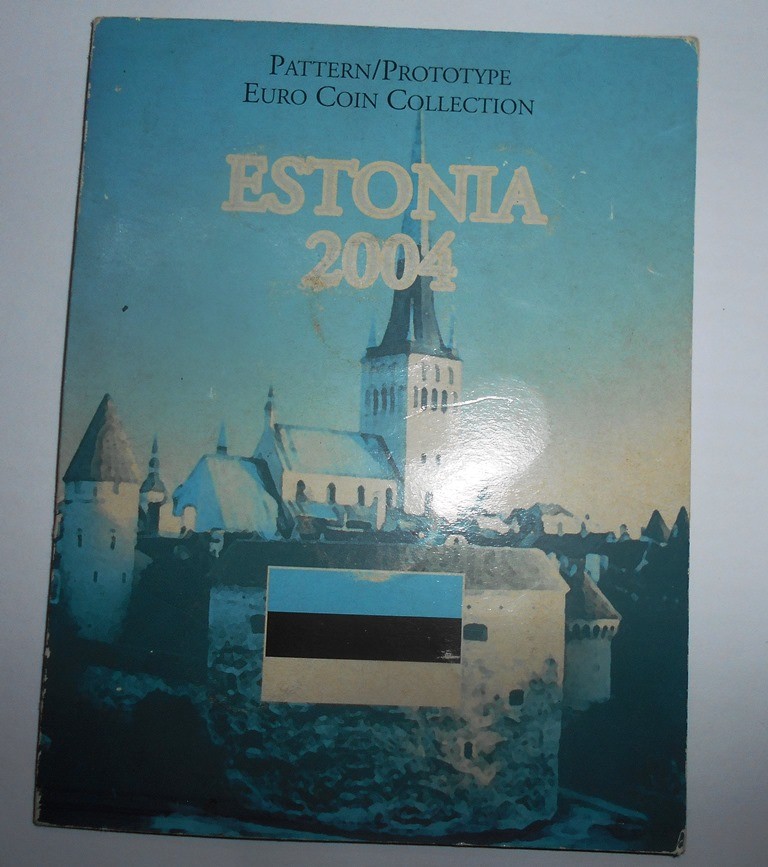 PATTERN/PROTOTYPE
EURO COIN COLLECTION
ESTONIA
2004